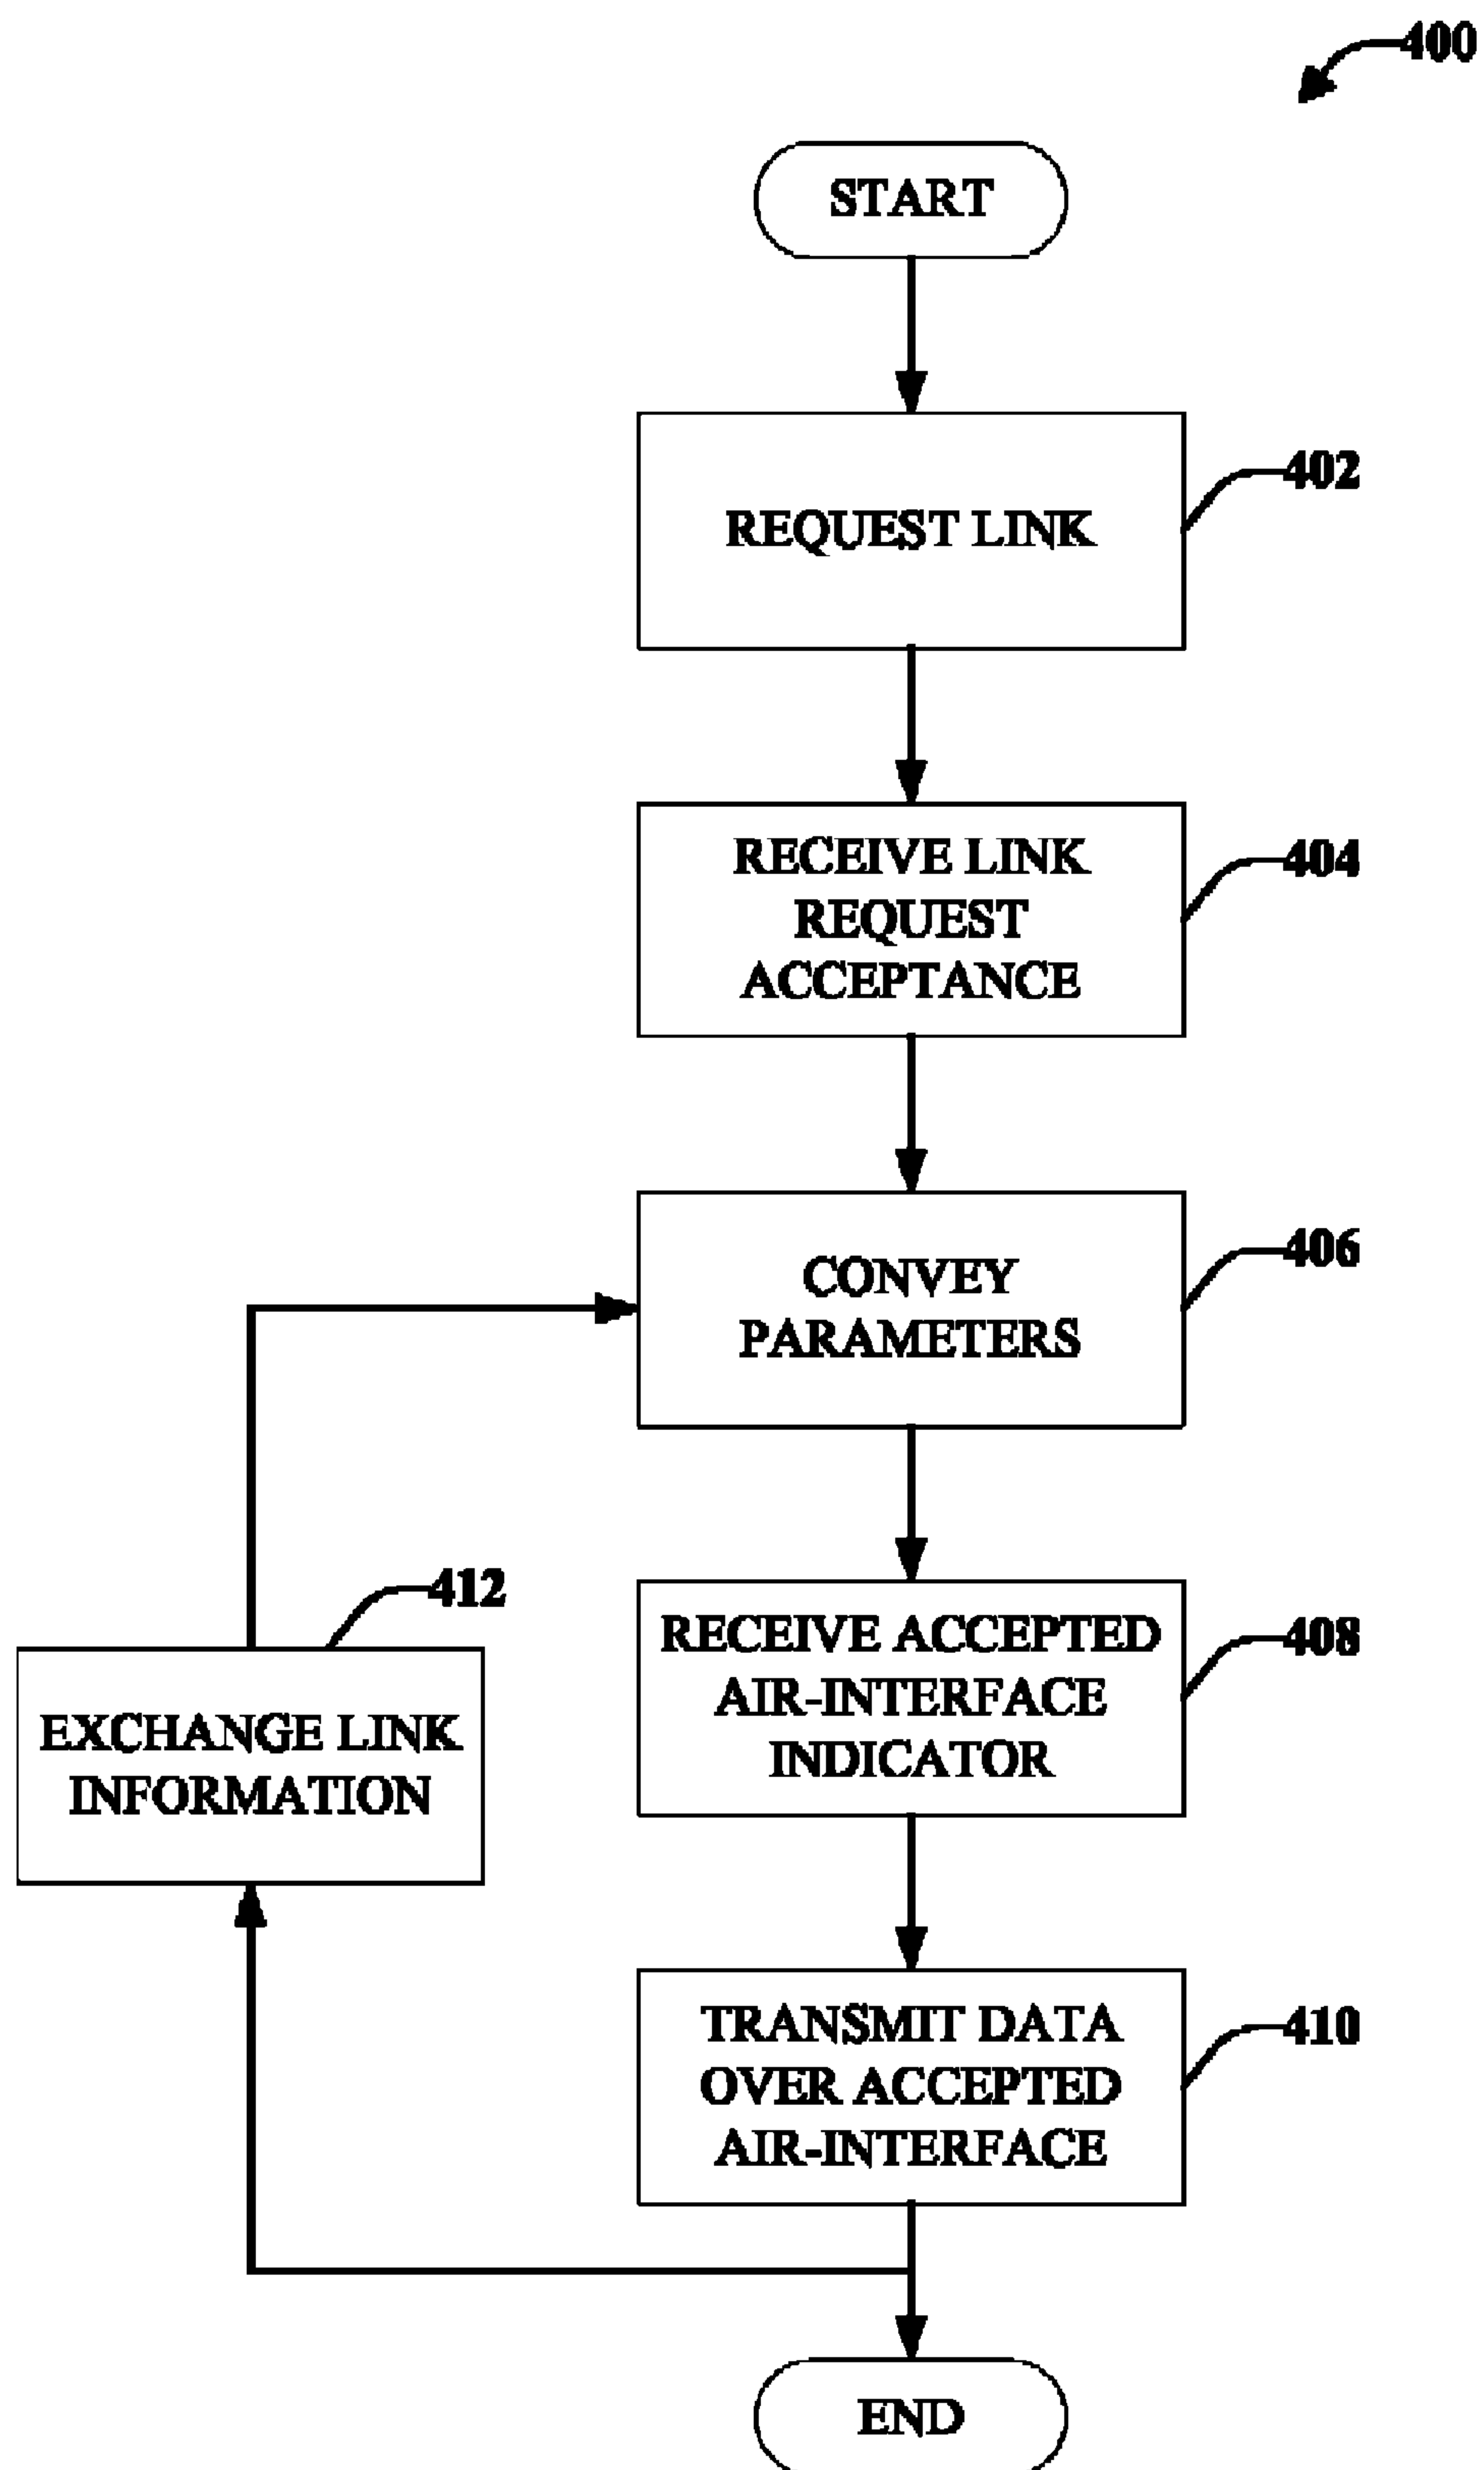 400
START
REQUEST LINK
402
RECEIVE LINK
REQUEST
ACCEPTANCE
404
CONVEY
PARAMETERS
406
RECEIVE ACCEPTED
AIR-INTERFACE
INDICATOR
408
EXCHANGE LINK
INFORMATION
412
TRANSMIT DATA
OVER ACCEPTED
AIR-INTERFACE
410
END